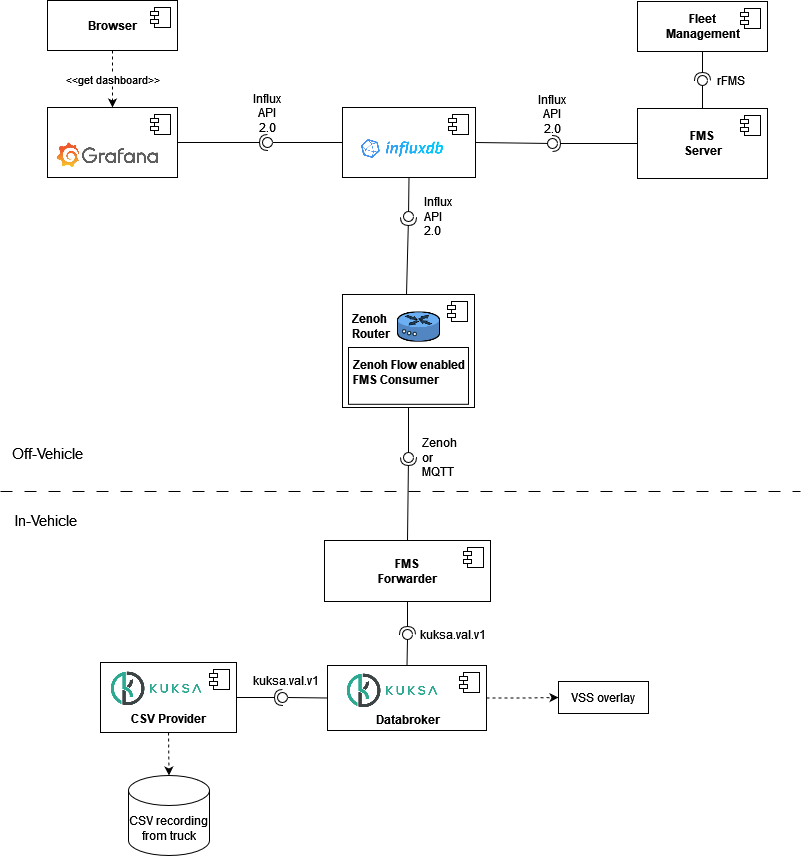 Browser
Fleet
Management
<<get dashboard>>
rFMS
Influx
API
2.0
Influx
API
2.0
Grafana
influxdb
FMS
Server
Influx
API
2.0
Zenoh
Router
Zenoh Flow enabled
FMS Consumer
Zenoh
or
MQTT
Off-Vehicle
In-Vehicle
FMS
Forwarder
kuksa.val.v1
kuksa.val.v1
KUKSA
CSV Provider
KUKSA
Databroker
VSS overlay
CSV recording
from truck